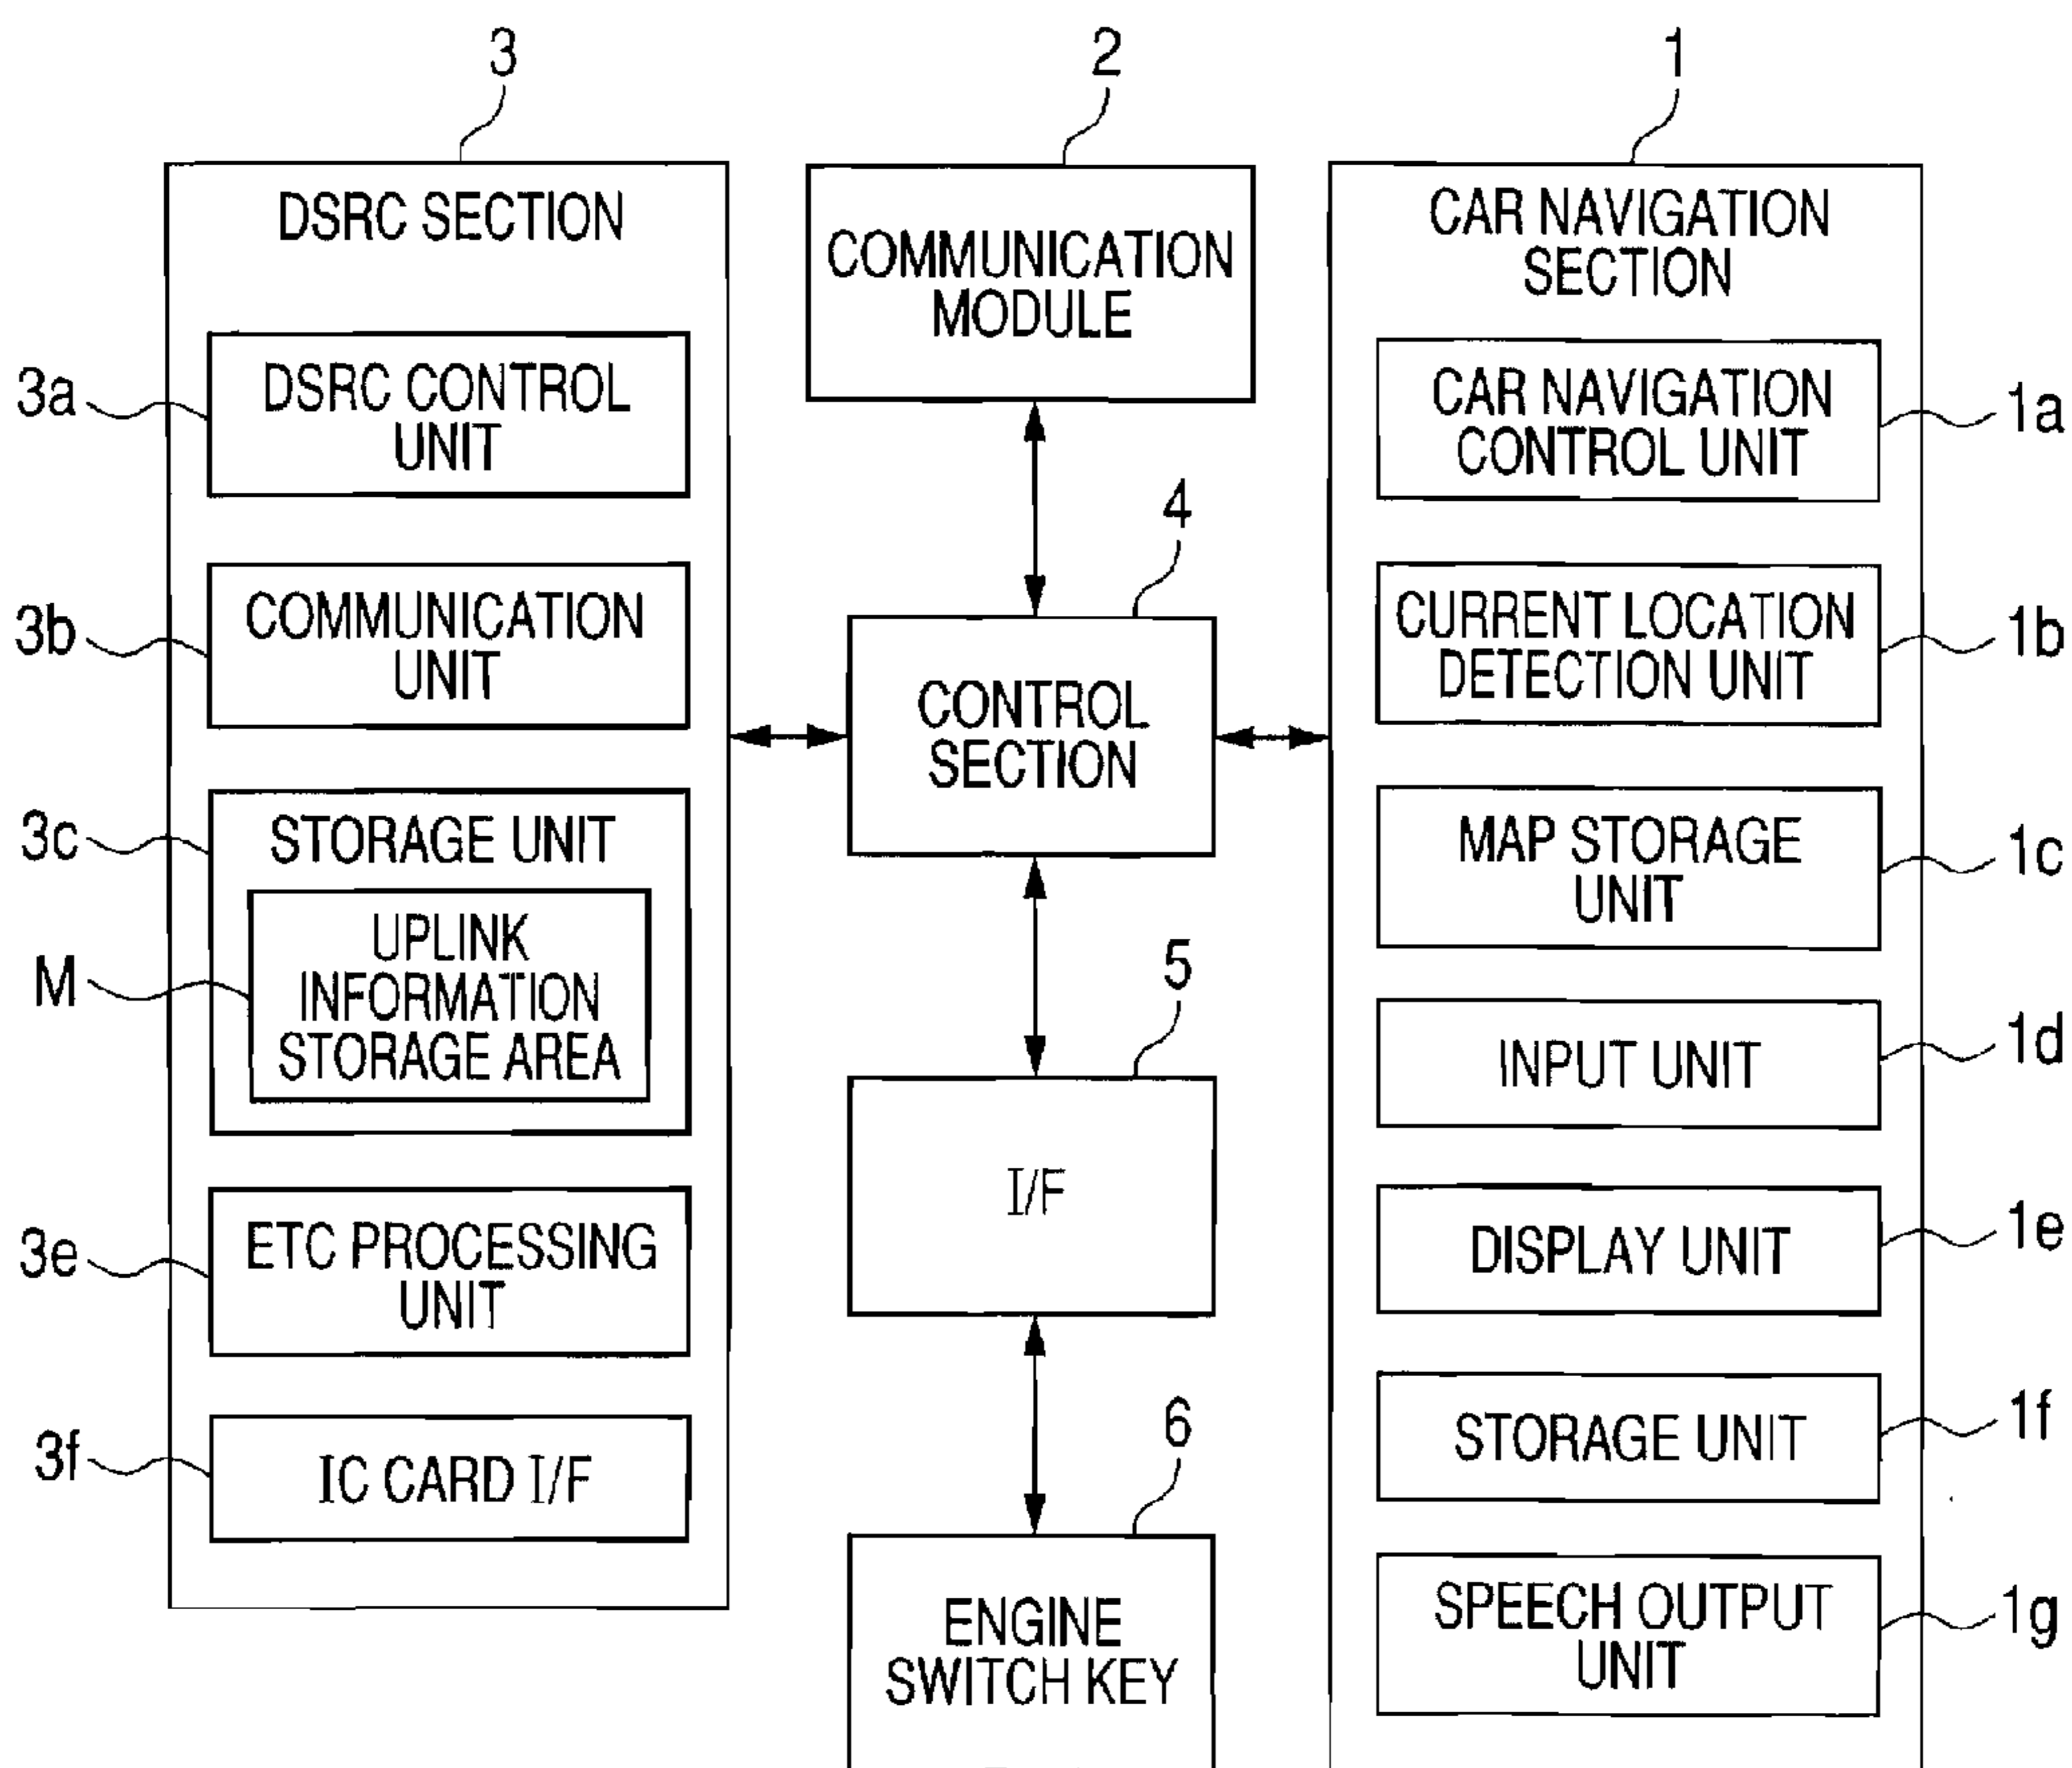 3
2
1
DSRC SECTION
3a
DSRC CONTROL
UNIT
3b
COMMUNICATION
UNIT
3c
STORAGE UNIT
M
UPLINK
INFORMATION
STORAGE AREA
3e
ETC PROCESSING
UNIT
3f
IC CARD I/F
COMMUNICATION
MODULE
4
CONTROL
SECTION
5
I/F
6
ENGINE
SWITCH KEY
CAR NAVIGATION
SECTION
CAR NAVIGATION
CONTROL UNIT
1a
CURRENT LOCATION
DETECTION UNIT
1b
MAP STORAGE
UNIT
1c
INPUT UNIT
1d
DISPLAY UNIT
1e
STORAGE UNIT
1f
SPEECH OUTPUT
UNIT
1g